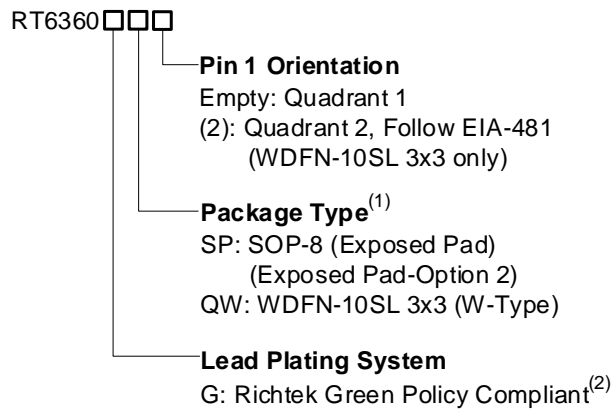 RT6360□□□
Pin 1 Orientation
Empty: Quadrant 1
(2): Quadrant 2, Follow EIA-481
(WDFN-10SL 3x3 only)
Package Type(1)
SP: SOP-8 (Exposed Pad)
(Exposed Pad-Option 2)
QW: WDFN-10SL 3x3 (W-Type)
Lead Plating System
G: Richtek Green Policy Compliant(2)